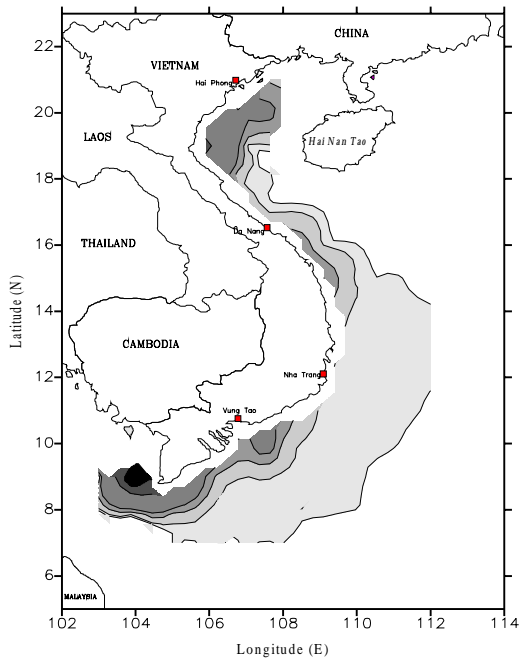 22
20
18
16
14
12
10
8
6
Latitude (N)
CHINA
VIETNAM
Hai Phong
LAOS
Hai Nan Tao
Da Nang
THAILAND
CAMBODIA
Nha Trang
Vung Tao
MALAYSIA
102
104
106
108
110
112
114
Longitude (E)